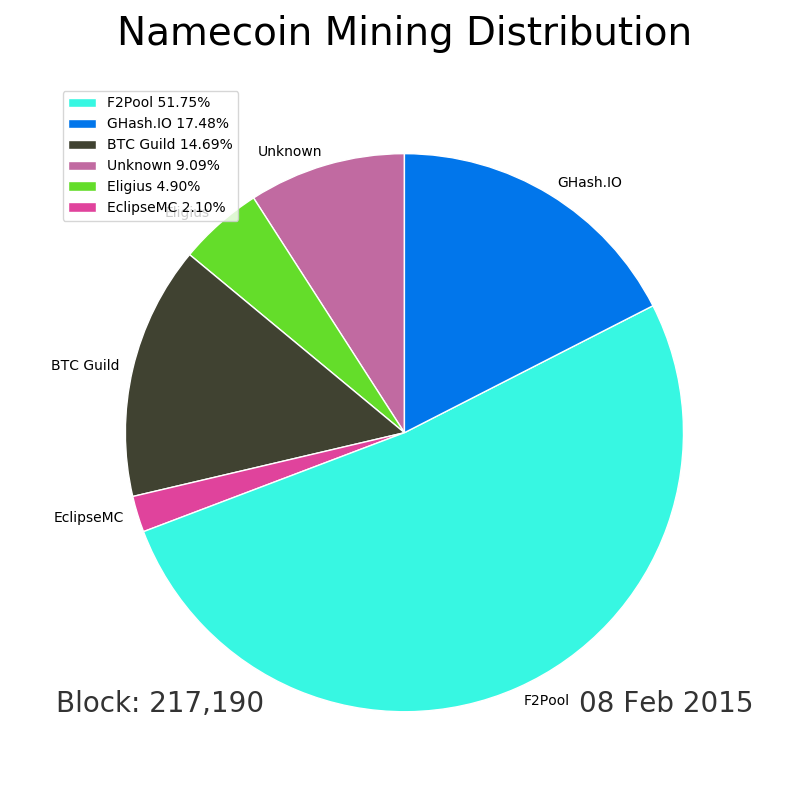 Namecoin Mining Distribution
F2Pool 51.75%
GHash.IO 17.48%
BTC Guild 14.69%
Unknown 9.09%
Eligius 4.90%
EclipseMC 2.10%
Unknown
GHash.IO
Eligius
BTC Guild
EclipseMC
F2Pool
Block: 217,190
08 Feb 2015